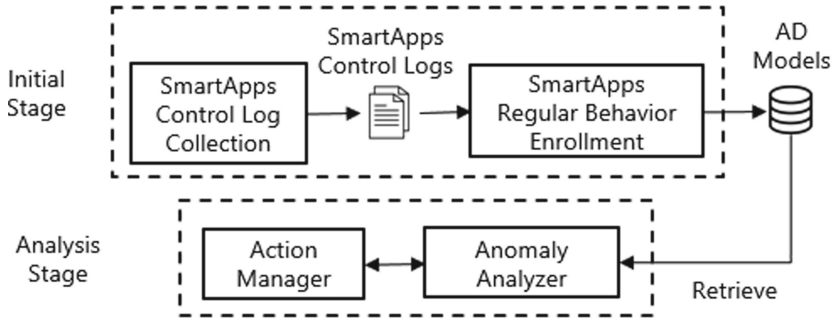 Initial
Stage
SmartApps
Control Log
Collection
SmartApps
Control Logs
SmartApps
Regular Behavior
Enrollment
AD
Models
Analysis
Stage
Action
Manager
Anomaly
Analyzer
Retrieve